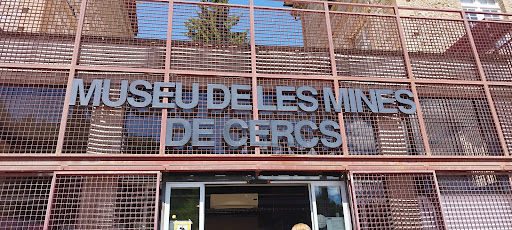 MUSEU DE LES MINES
DE CERCS